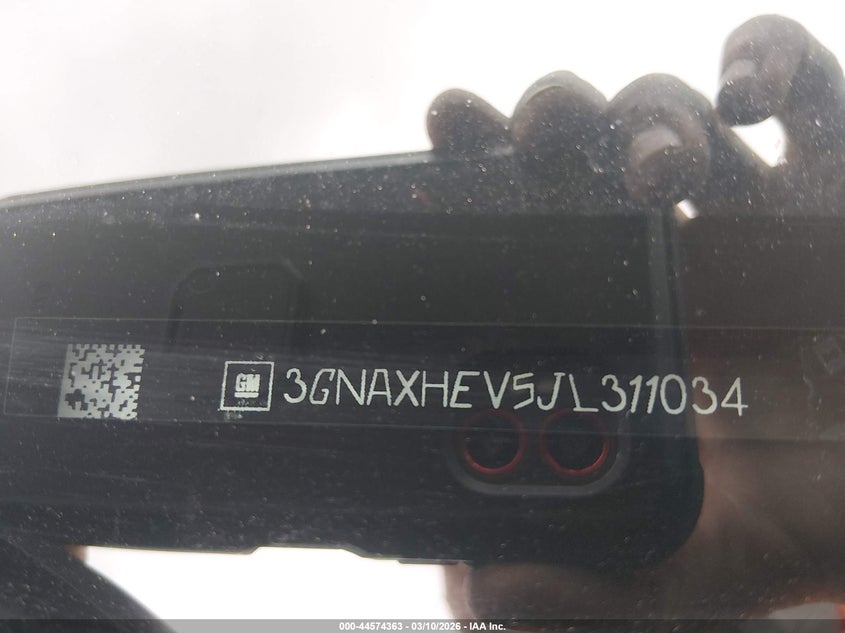 GM 3GNAXHEV5JL311034
000-44574363 - 03/10/2026 - IAA Inc.